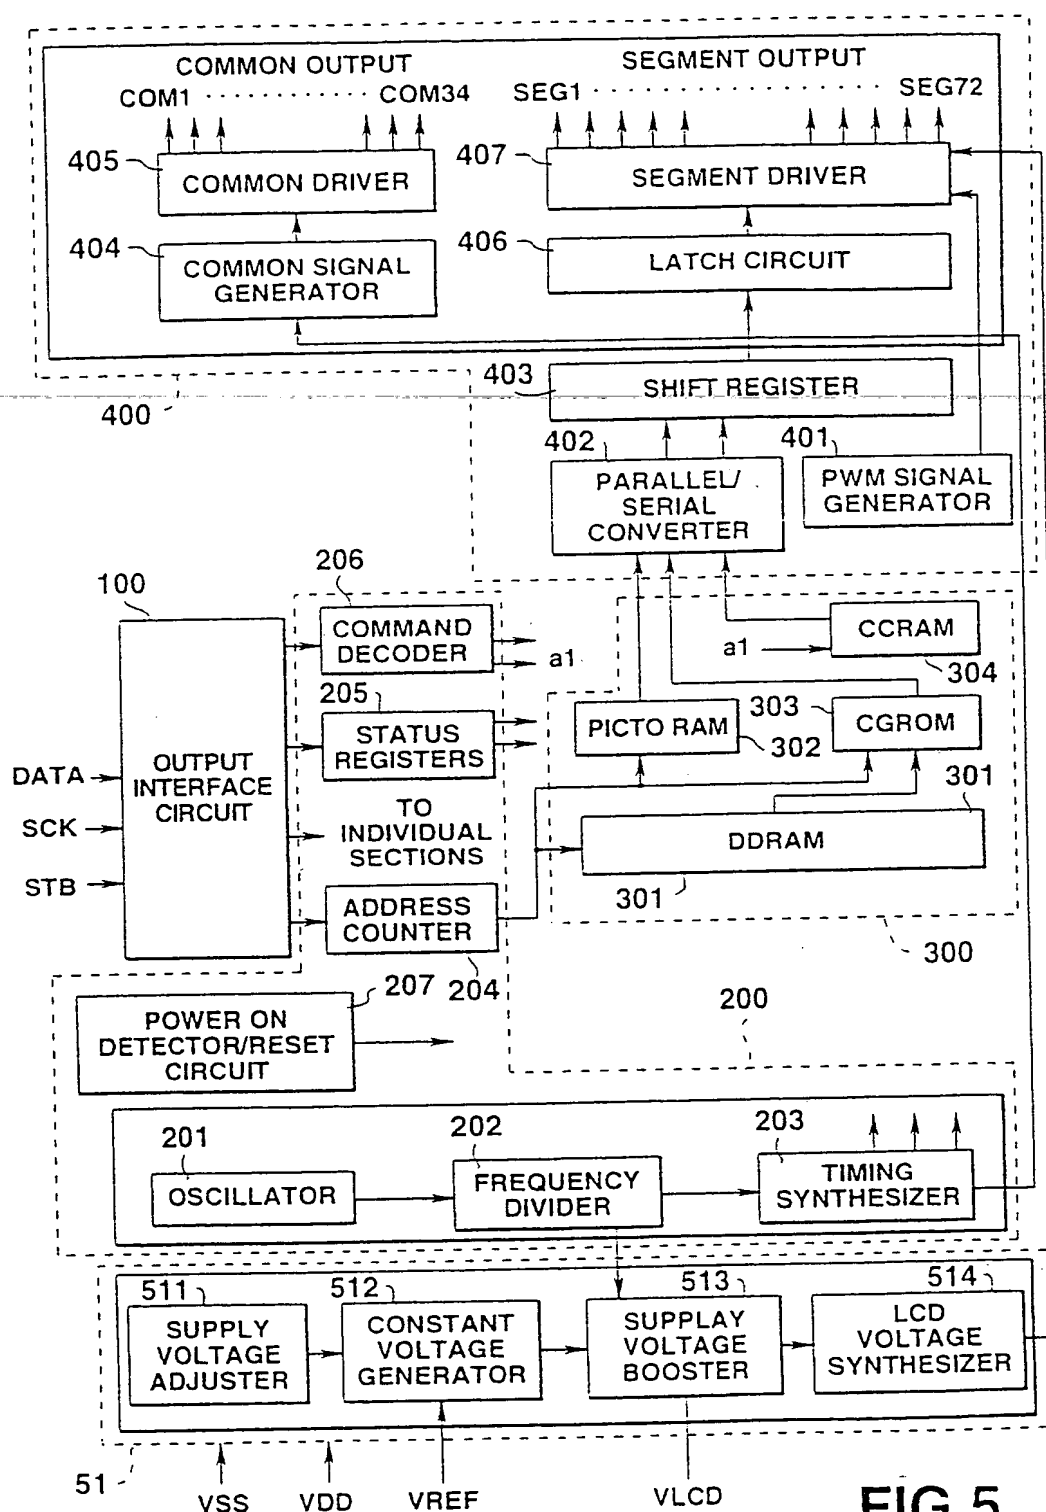 COMMON OUTPUT
SEGMENT OUTPUT
COM1 · · · · · · · · · · · COM34
SEG1 · · · · · · · · · · · · · · · · · SEG72
405
COMMON DRIVER
407
SEGMENT DRIVER
404
COMMON SIGNAL
GENERATOR
406
LATCH CIRCUIT
403
SHIFT REGISTER
400
402
PARALLEL/
SERIAL
CONVERTER
401
PWM SIGNAL
GENERATOR
100
OUTPUT
INTERFACE
CIRCUIT
DATA
SCK
STB
206
COMMAND
DECODER
a1
205
STATUS
REGISTERS
TO
INDIVIDUAL
SECTIONS
ADDRESS
COUNTER
204
a1
CCRAM
304
PICTO RAM
302
303
CGROM
301
DDRAM
301
300
207
POWER ON
DETECTOR/RESET
CIRCUIT
200
201
OSCILLATOR
202
FREQUENCY
DIVIDER
203
TIMING
SYNTHESIZER
511
SUPPLY
VOLTAGE
ADJUSTER
512
CONSTANT
VOLTAGE
GENERATOR
513
SUPPLAY
VOLTAGE
BOOSTER
514
LCD
VOLTAGE
SYNTHESIZER
51
VSS
VDD
VREF
VLCD
FIG.5